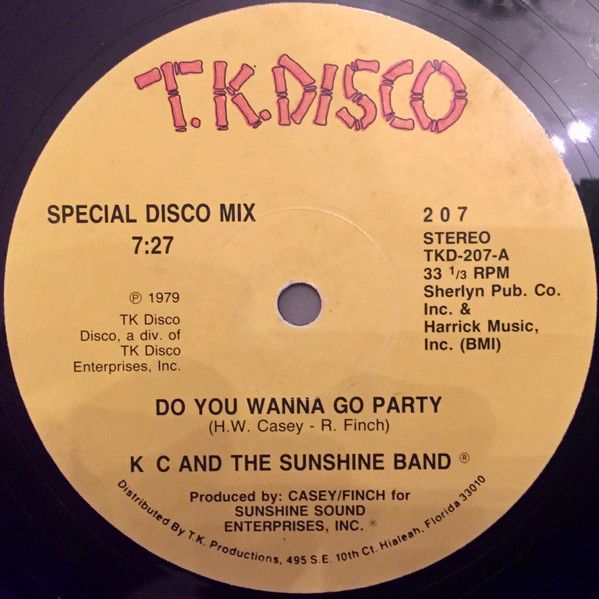 T.K.DISCO
SPECIAL DISCO MIX
7:27
207
STEREO
TKD-207-A
33 1/3 RPM
Sherlyn Pub. Co.
Inc. &
Harrick Music,
Inc. (BMI)
℗ 1979
TK Disco
Disco, a div. of
TK Disco
Enterprises, Inc.
DO YOU WANNA GO PARTY
(H.W. Casey - R. Finch)
K C AND THE SUNSHINE BAND ®
Produced by: CASEY/FINCH for
SUNSHINE SOUND
ENTERPRISES, INC. ®
Distributed By T.K. Productions, 495 S.E. 10th Ct. Hialeah, Florida 33010